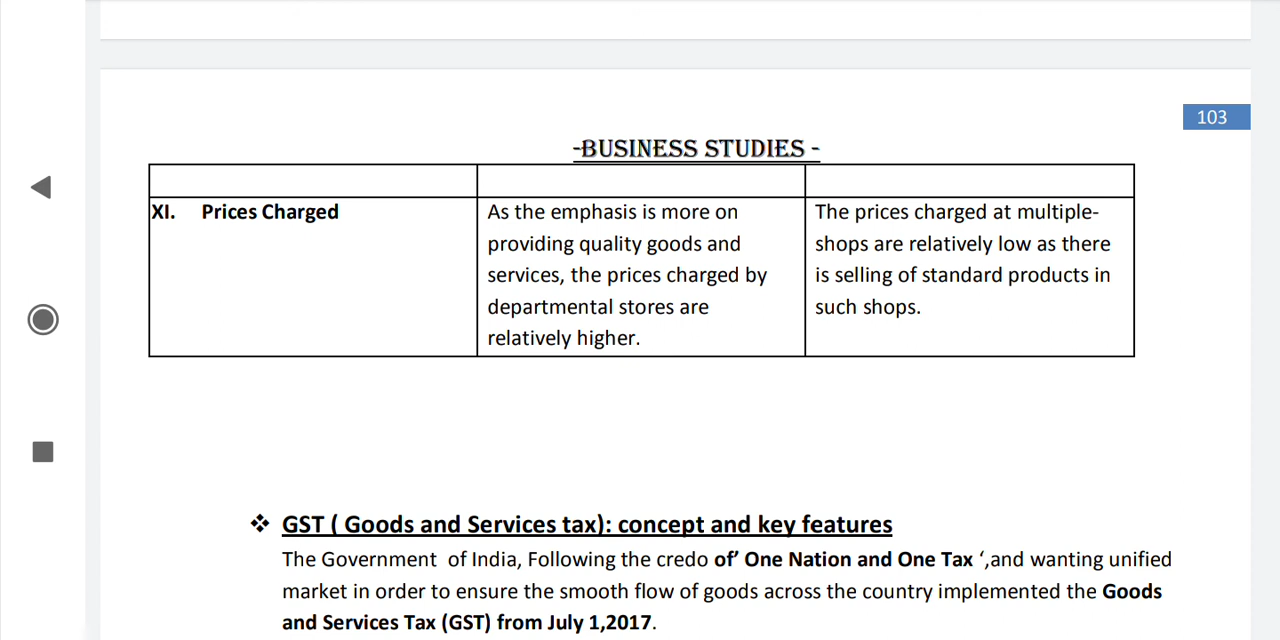 103
-BUSINESS STUDIES -
XI. Prices Charged
As the emphasis is more on
providing quality goods and
services, the prices charged by
departmental stores are
relatively higher.
The prices charged at multiple-
shops are relatively low as there
is selling of standard products in
such shops.
❖ GST ( Goods and Services tax): concept and key features
The Government of India, Following the credo of’ One Nation and One Tax ‘,and wanting unified
market in order to ensure the smooth flow of goods across the country implemented the Goods
and Services Tax (GST) from July 1,2017.